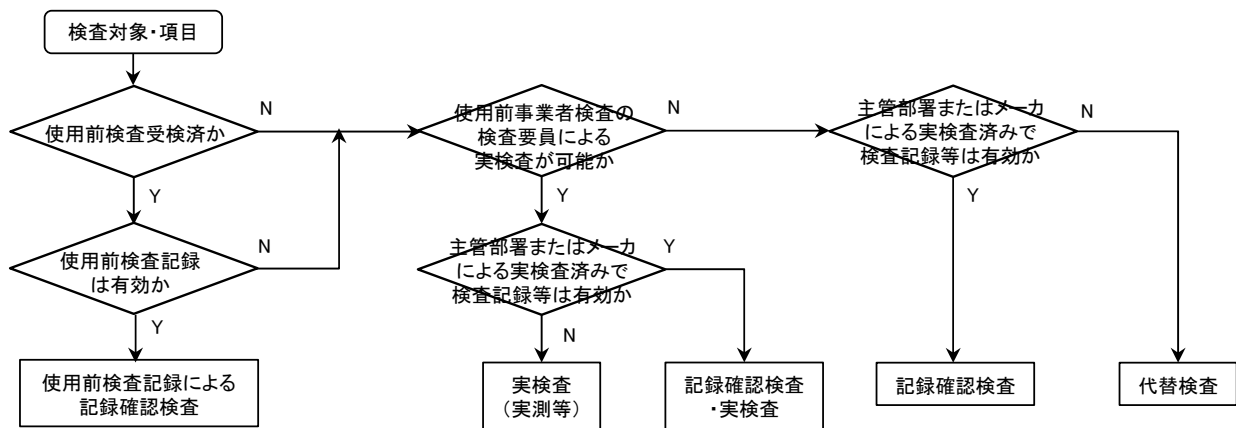 検査対象・項目
使用前検査受検済か
N
Y
使用前検査記録
は有効か
N
Y
使用前検査記録による
記録確認検査
使用前事業者検査の
検査要員による
実検査が可能か
N
Y
主管部署またはメーカ
による実検査済みで
検査記録等は有効か
Y
N
実検査
(実測等)
記録確認検査
・実検査
主管部署またはメーカ
による実検査済みで
検査記録等は有効か
N
Y
記録確認検査
代替検査